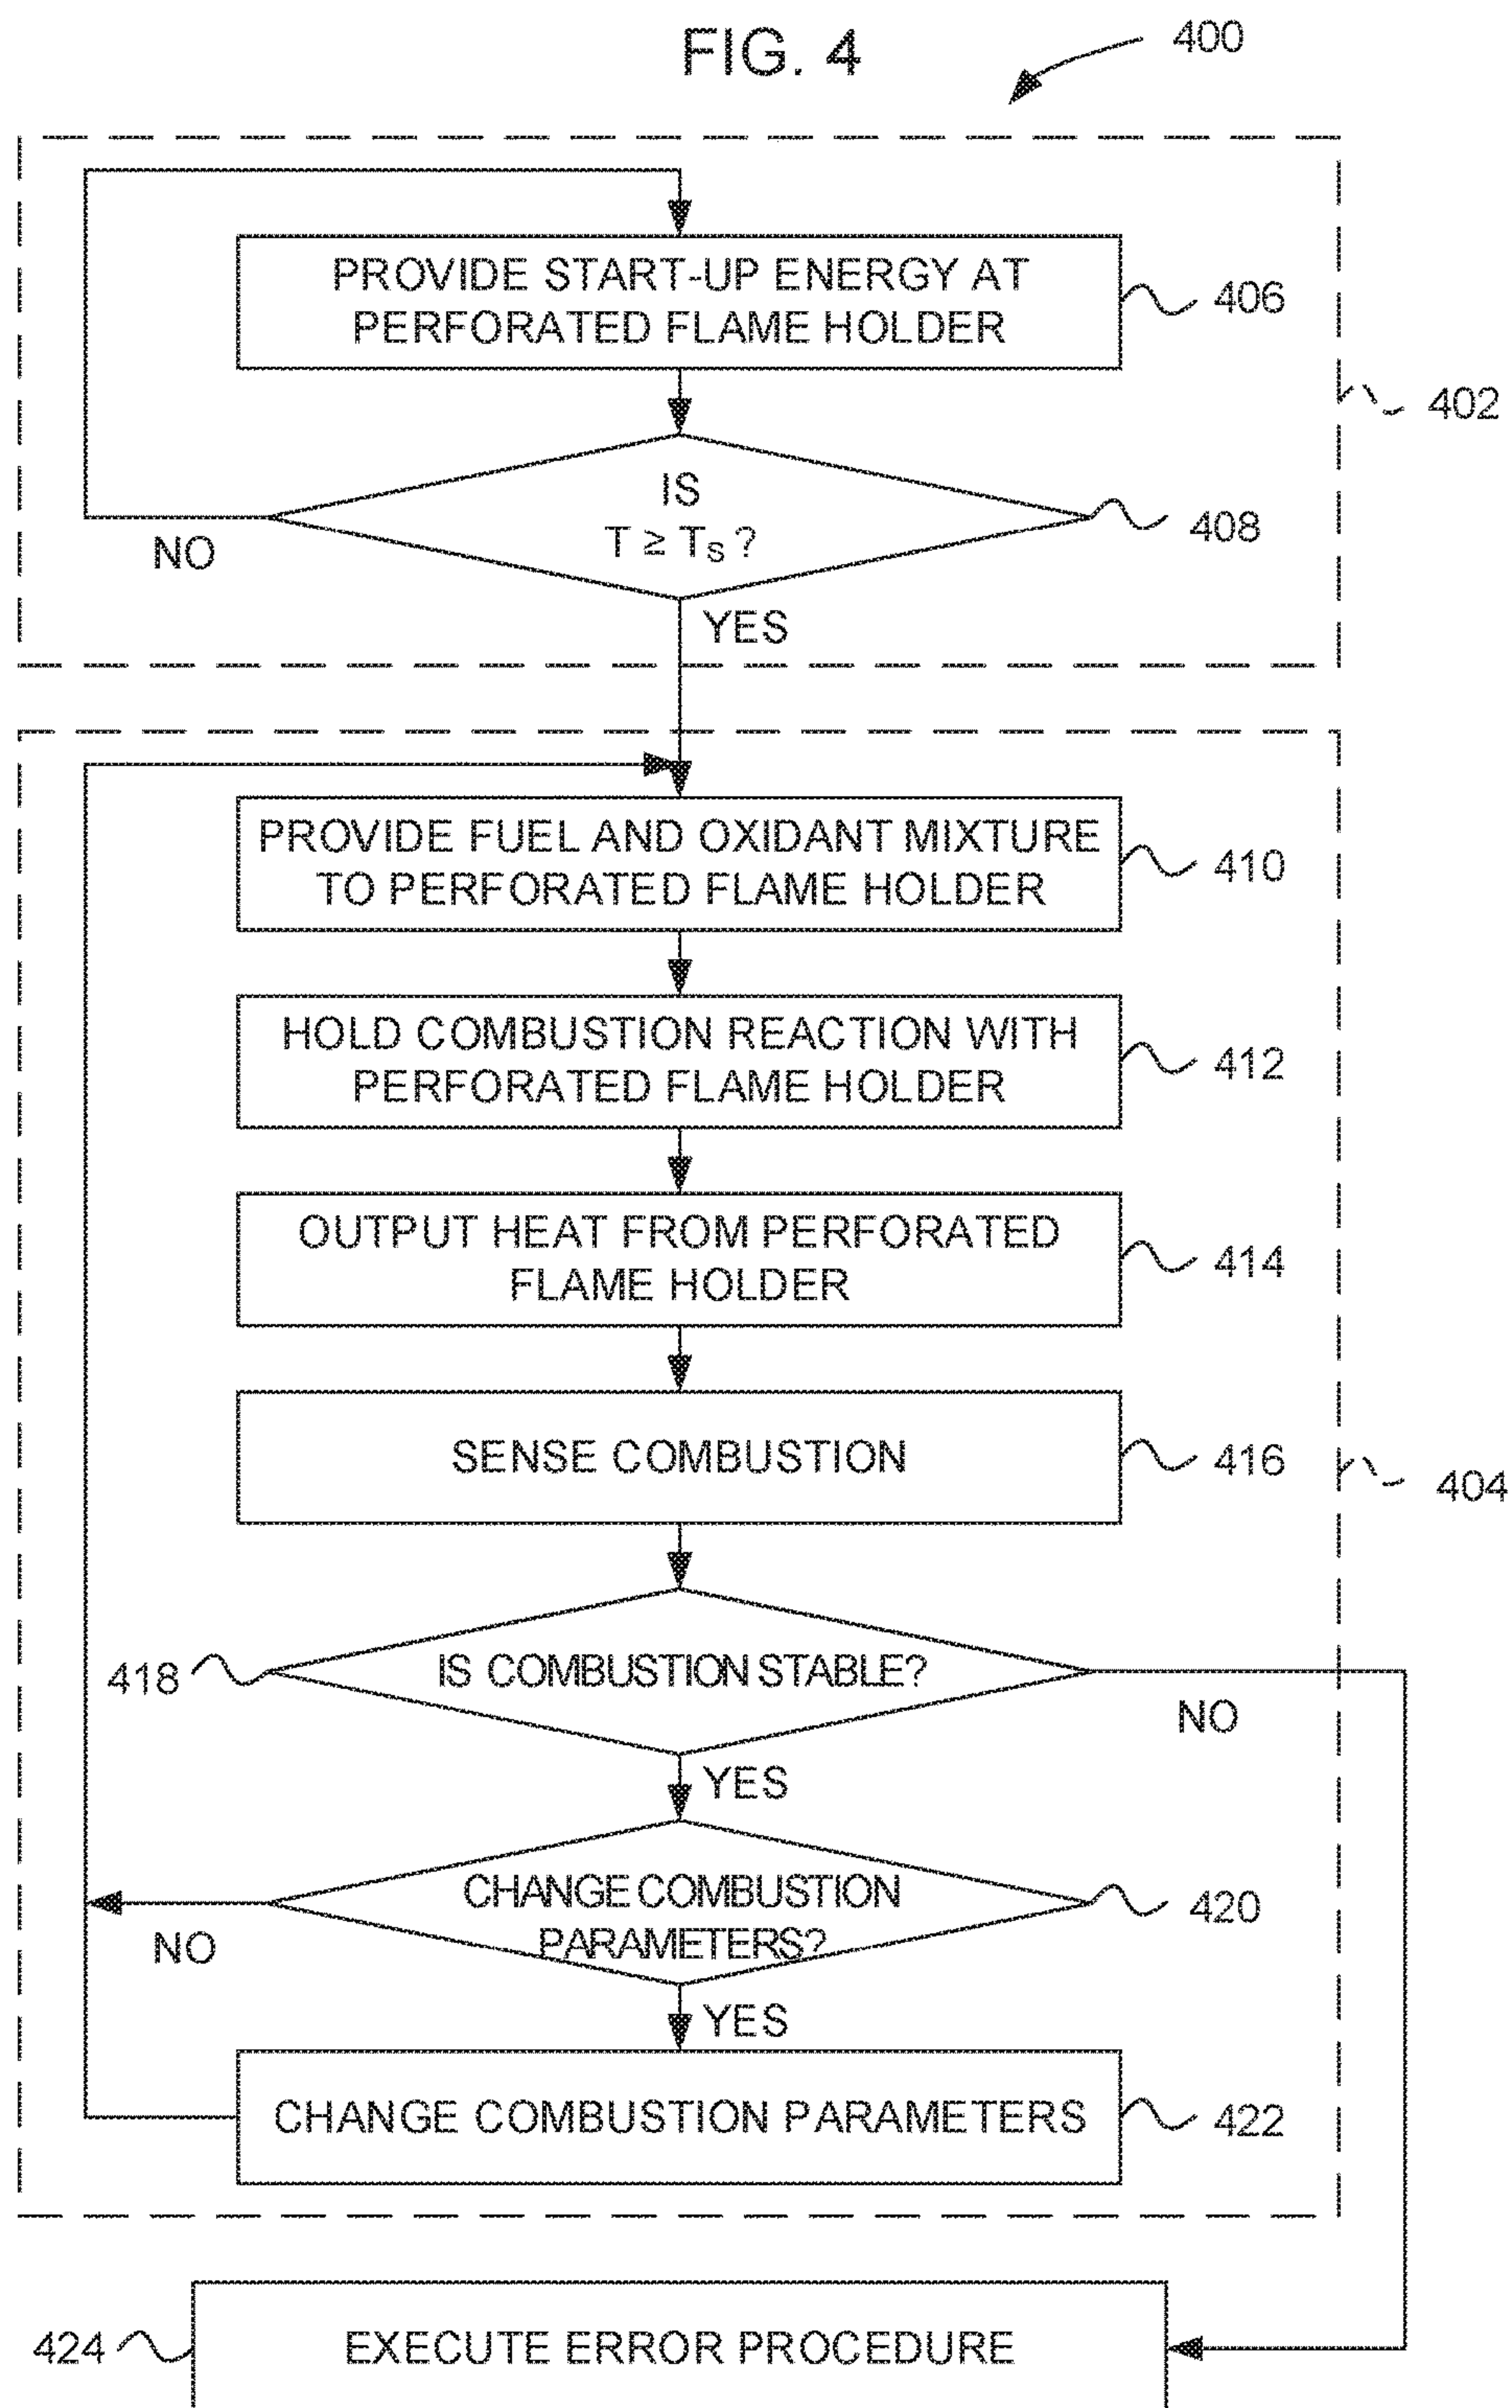 FIG. 4
400
PROVIDE START-UP ENERGY AT
PERFORATED FLAME HOLDER
406
402
IS
T ≥ TS ?
408
NO
YES
PROVIDE FUEL AND OXIDANT MIXTURE
TO PERFORATED FLAME HOLDER
410
HOLD COMBUSTION REACTION WITH
PERFORATED FLAME HOLDER
412
OUTPUT HEAT FROM PERFORATED
FLAME HOLDER
414
SENSE COMBUSTION
416
404
418
IS COMBUSTION STABLE?
NO
YES
CHANGE COMBUSTION
PARAMETERS?
420
NO
YES
CHANGE COMBUSTION PARAMETERS
422
424
EXECUTE ERROR PROCEDURE